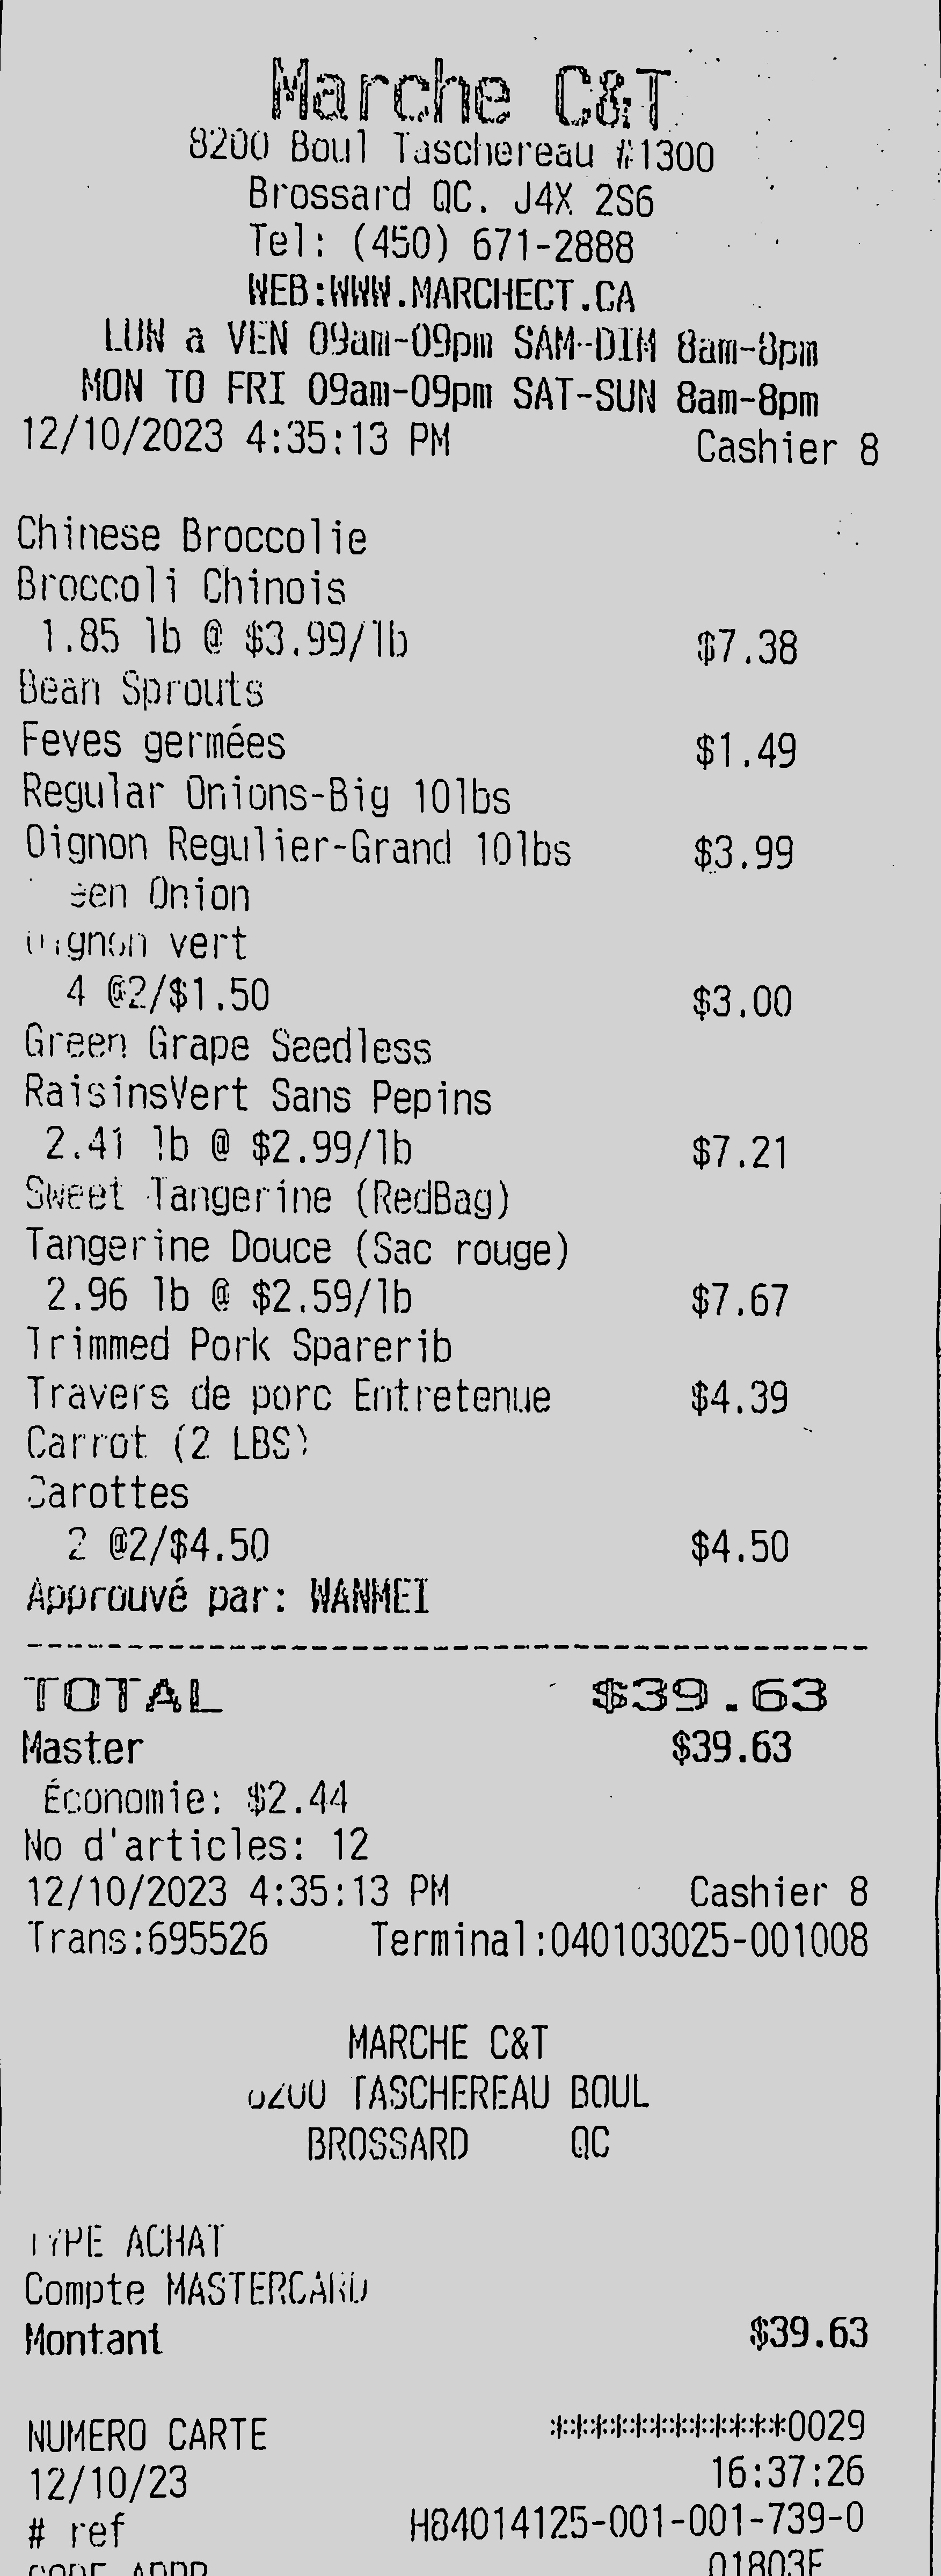 Marche C&T
8200 Boul Taschereau #1300
Brossard QC. J4X 2S6
Tel: (450) 671-2888
WEB:WWW.MARCHECT.CA
LUN a VEN 09am-09pm SAM-DIM 8am-8pm
MON TO FRI 09am-09pm SAT-SUN 8am-8pm
12/10/2023 4:35:13 PM Cashier 8
Chinese Broccolie
Broccoli Chinois
1.85 lb @ $3.99/lb $7.38
Bean Sprouts
Feves germées $1.49
Regular Onions-Big 10lbs
Oignon Regulier-Grand 10lbs $3.99
een Onion
ignon vert
4 @2/$1.50 $3.00
Green Grape Seedless
RaisinsVert Sans Pepins
2.41 lb @ $2.99/lb $7.21
Sweet Tangerine (RedBag)
Tangerine Douce (Sac rouge)
2.96 lb @ $2.59/lb $7.67
Trimmed Pork Sparerib
Travers de porc Entretenue $4.39
Carrot (2 LBS)
Carottes
2 @2/$4.50 $4.50
Approuvé par: WANMEI
TOTAL $39.63
Master $39.63
Économie: $2.44
No d'articles: 12
12/10/2023 4:35:13 PM Cashier 8
Trans:695526 Terminal:040103025-001008
MARCHE C&T
8200 TASCHEREAU BOUL
BROSSARD QC
TYPE ACHAT
Compte MASTERCARD
Montant $39.63
NUMERO CARTE ************0029
12/10/23 16:37:26
# ref H84014125-001-001-739-0